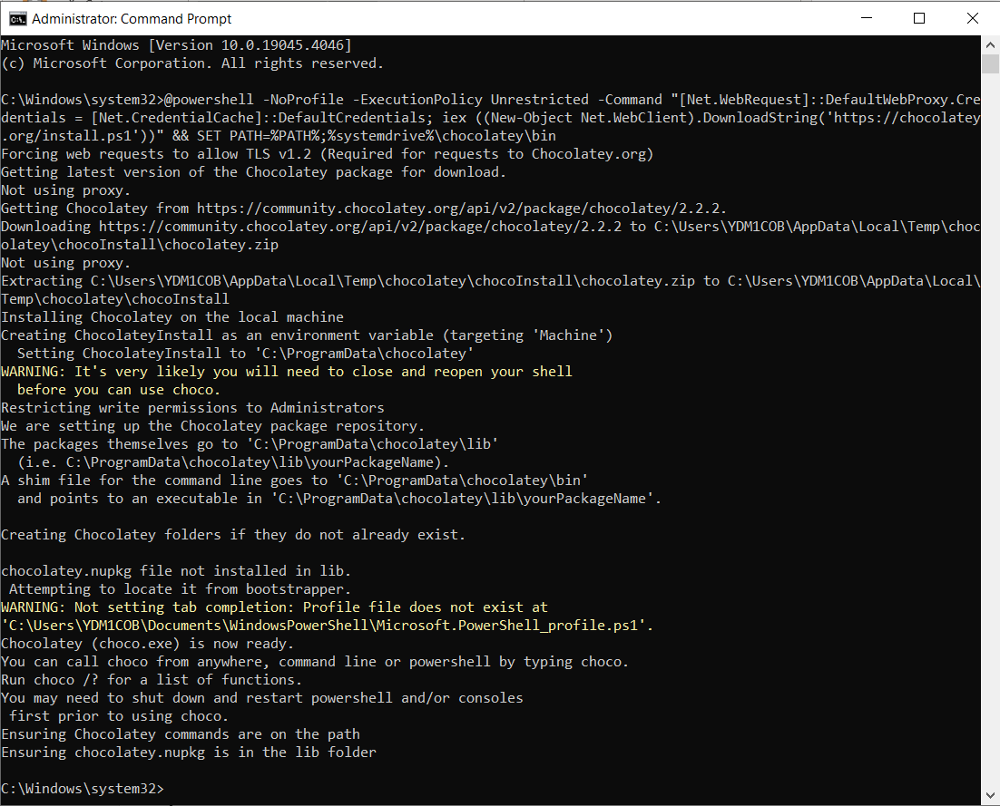 Administrator: Command Prompt
Microsoft Windows [Version 10.0.19045.4046]
(c) Microsoft Corporation. All rights reserved.
C:\Windows\system32>@powershell -NoProfile -ExecutionPolicy Unrestricted -Command "[Net.WebRequest]::DefaultWebProxy.Cre
dentials = [Net.CredentialCache]::DefaultCredentials; iex ((New-Object Net.WebClient).DownloadString('https://chocolatey
.org/install.ps1'))" && SET PATH=%PATH%;%systemdrive%\chocolatey\bin
Forcing web requests to allow TLS v1.2 (Required for requests to Chocolatey.org)
Getting latest version of the Chocolatey package for download.
Not using proxy.
Getting Chocolatey from https://community.chocolatey.org/api/v2/package/chocolatey/2.2.2.
Downloading https://community.chocolatey.org/api/v2/package/chocolatey/2.2.2 to C:\Users\YDM1COB\AppData\Local\Temp\choc
olatey\chocoInstall\chocolatey.zip
Not using proxy.
Extracting C:\Users\YDM1COB\AppData\Local\Temp\chocolatey\chocoInstall\chocolatey.zip to C:\Users\YDM1COB\AppData\Local\
Temp\chocolatey\chocoInstall
Installing Chocolatey on the local machine
Creating ChocolateyInstall as an environment variable (targeting 'Machine')
  Setting ChocolateyInstall to 'C:\ProgramData\chocolatey'
WARNING: It's very likely you will need to close and reopen your shell
  before you can use choco.
Restricting write permissions to Administrators
We are setting up the Chocolatey package repository.
The packages themselves go to 'C:\ProgramData\chocolatey\lib'
  (i.e. C:\ProgramData\chocolatey\lib\yourPackageName).
A shim file for the command line goes to 'C:\ProgramData\chocolatey\bin'
  and points to an executable in 'C:\ProgramData\chocolatey\lib\yourPackageName'.
Creating Chocolatey folders if they do not already exist.
chocolatey.nupkg file not installed in lib.
 Attempting to locate it from bootstrapper.
WARNING: Not setting tab completion: Profile file does not exist at
'C:\Users\YDM1COB\Documents\WindowsPowerShell\Microsoft.PowerShell_profile.ps1'.
Chocolatey (choco.exe) is now ready.
You can call choco from anywhere, command line or powershell by typing choco.
Run choco /? for a list of functions.
You may need to shut down and restart powershell and/or consoles
 first prior to using choco.
Ensuring Chocolatey commands are on the path
Ensuring chocolatey.nupkg is in the lib folder
C:\Windows\system32>